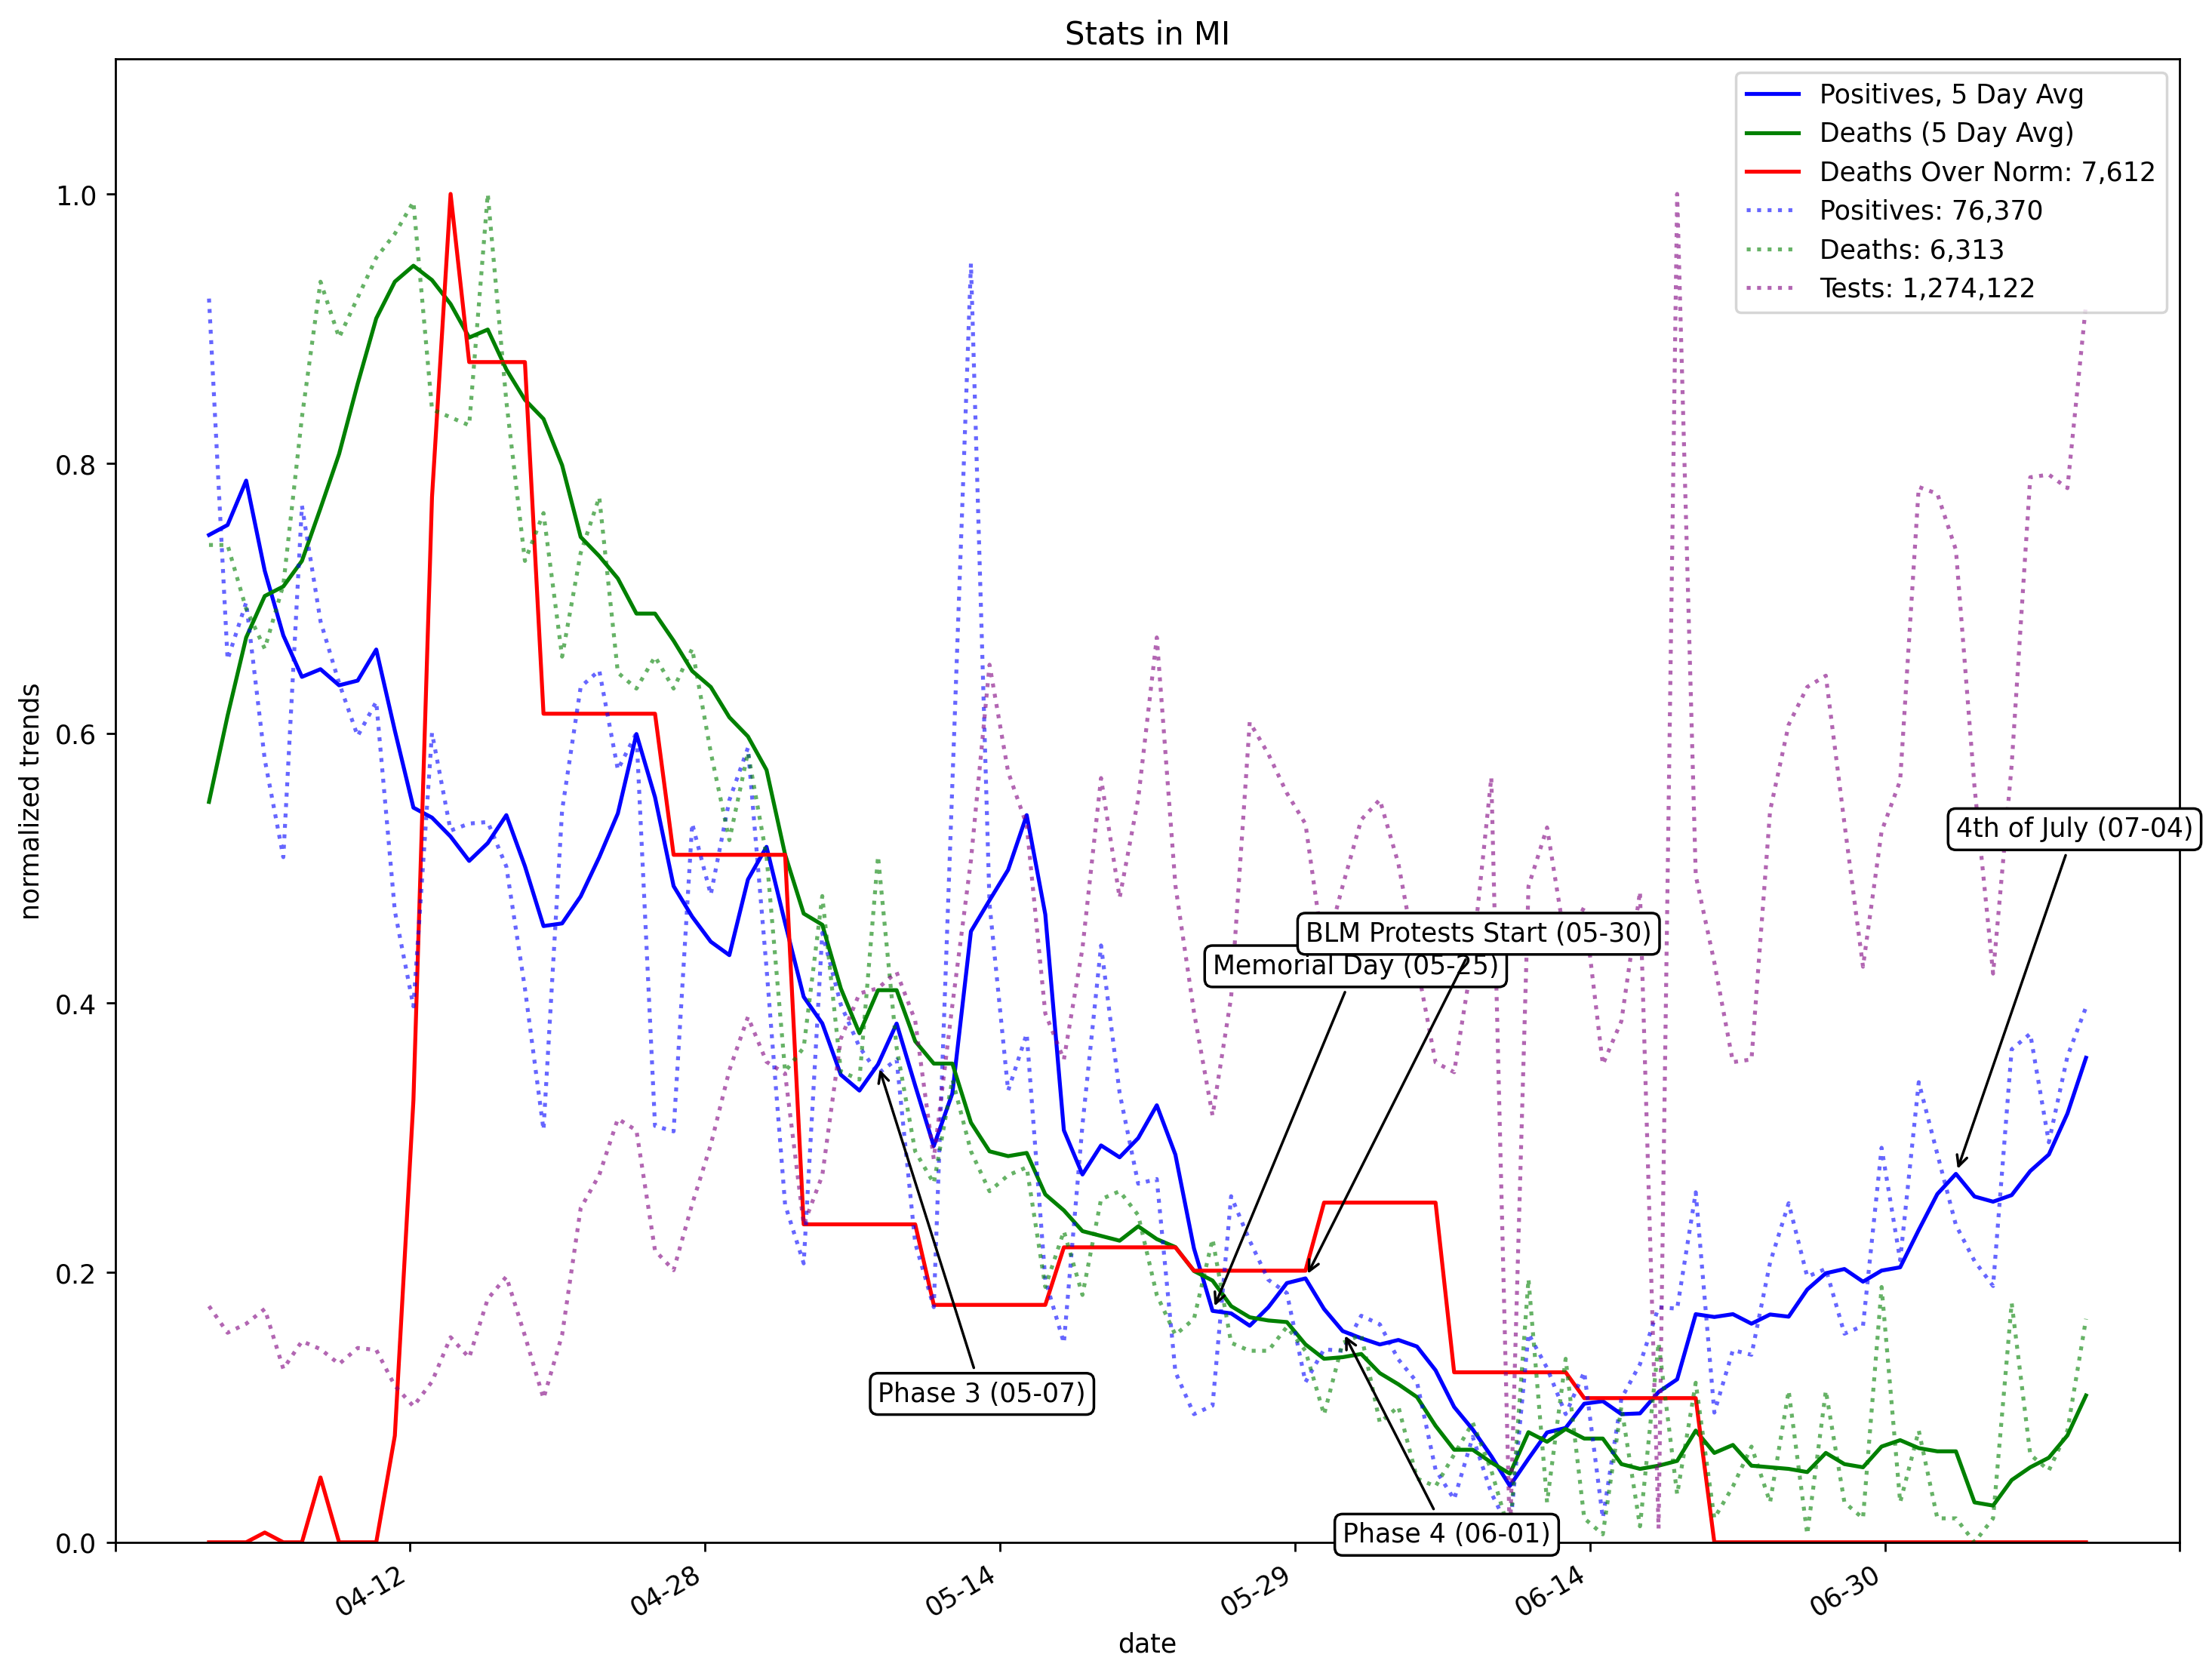 Stats in MI
Positives, 5 Day Avg
Deaths (5 Day Avg)
Deaths Over Norm: 7,612
Positives: 76,370
Deaths: 6,313
Tests: 1,274,122
normalized trends
1.0
0.8
0.6
0.4
0.2
0.0
4th of July (07-04)
BLM Protests Start (05-30)
Memorial Day (05-25)
Phase 3 (05-07)
Phase 4 (06-01)
04-12
04-28
05-14
05-29
06-14
06-30
date